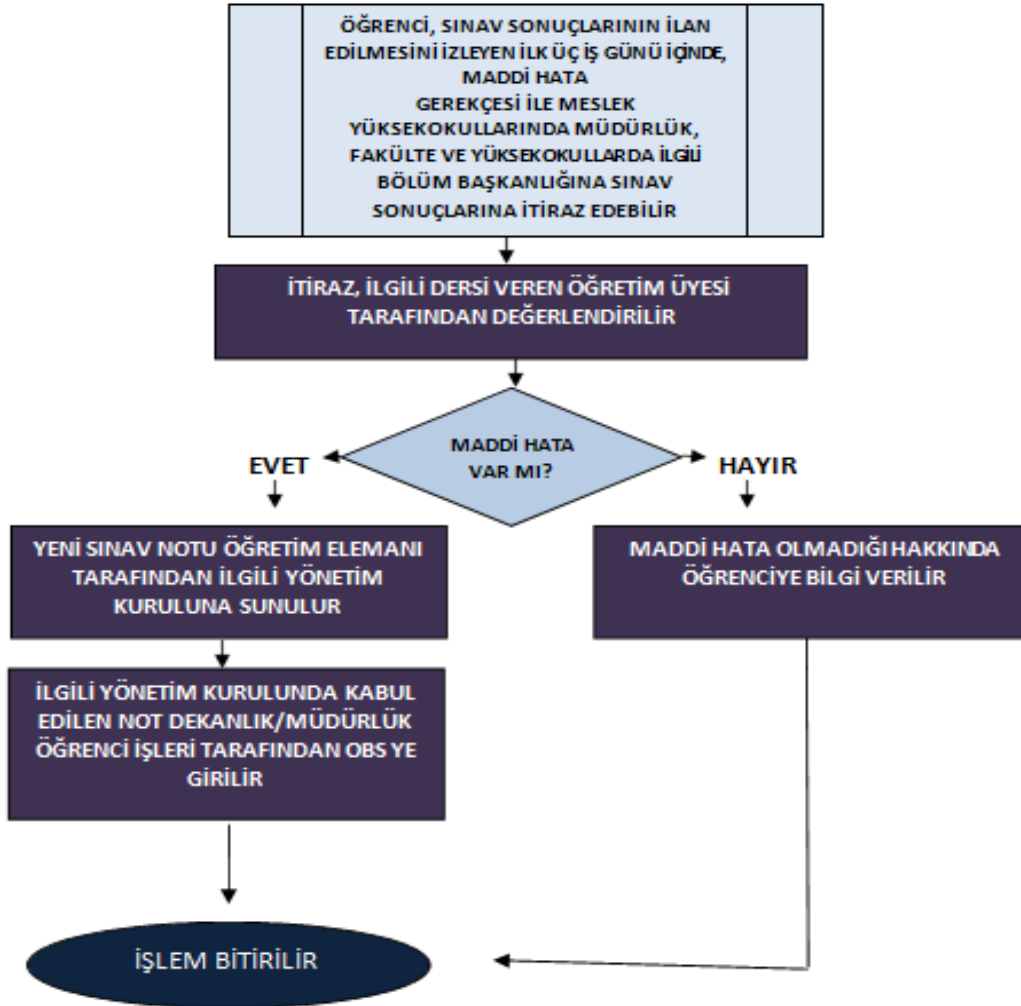 ÖĞRENCİ, SINAV SONUÇLARININ İLAN
EDİLMESİNİ İZLEYEN İLK ÜÇ İŞ GÜNÜ İÇİNDE,
MADDİ HATA
GEREKÇESİ İLE MESLEK
YÜKSEKOKULLARINDA MÜDÜRLÜK,
FAKÜLTE VE YÜKSEKOKULLARDA İLGİLİ
BÖLÜM BAŞKANLIĞINA SINAV
SONUÇLARINA İTİRAZ EDEBİLİR
İTİRAZ, İLGİLİ DERSİ VEREN ÖĞRETİM ÜYESİ
TARAFINDAN DEĞERLENDİRİLİR
MADDİ HATA
VAR MI?
EVET
HAYIR
YENİ SINAV NOTU ÖĞRETİM ELEMANI
TARAFINDAN İLGİLİ YÖNETİM
KURULUNA SUNULUR
MADDİ HATA OLMADIĞI HAKKINDA
ÖĞRENCİYE BİLGİ VERİLİR
İLGİLİ YÖNETİM KURULUNDA KABUL
EDİLEN NOT DEKANLIK/MÜDÜRLÜK
ÖĞRENCİ İŞLERİ TARAFINDAN OBS YE
GİRİLİR
İŞLEM BİTİRİLİR